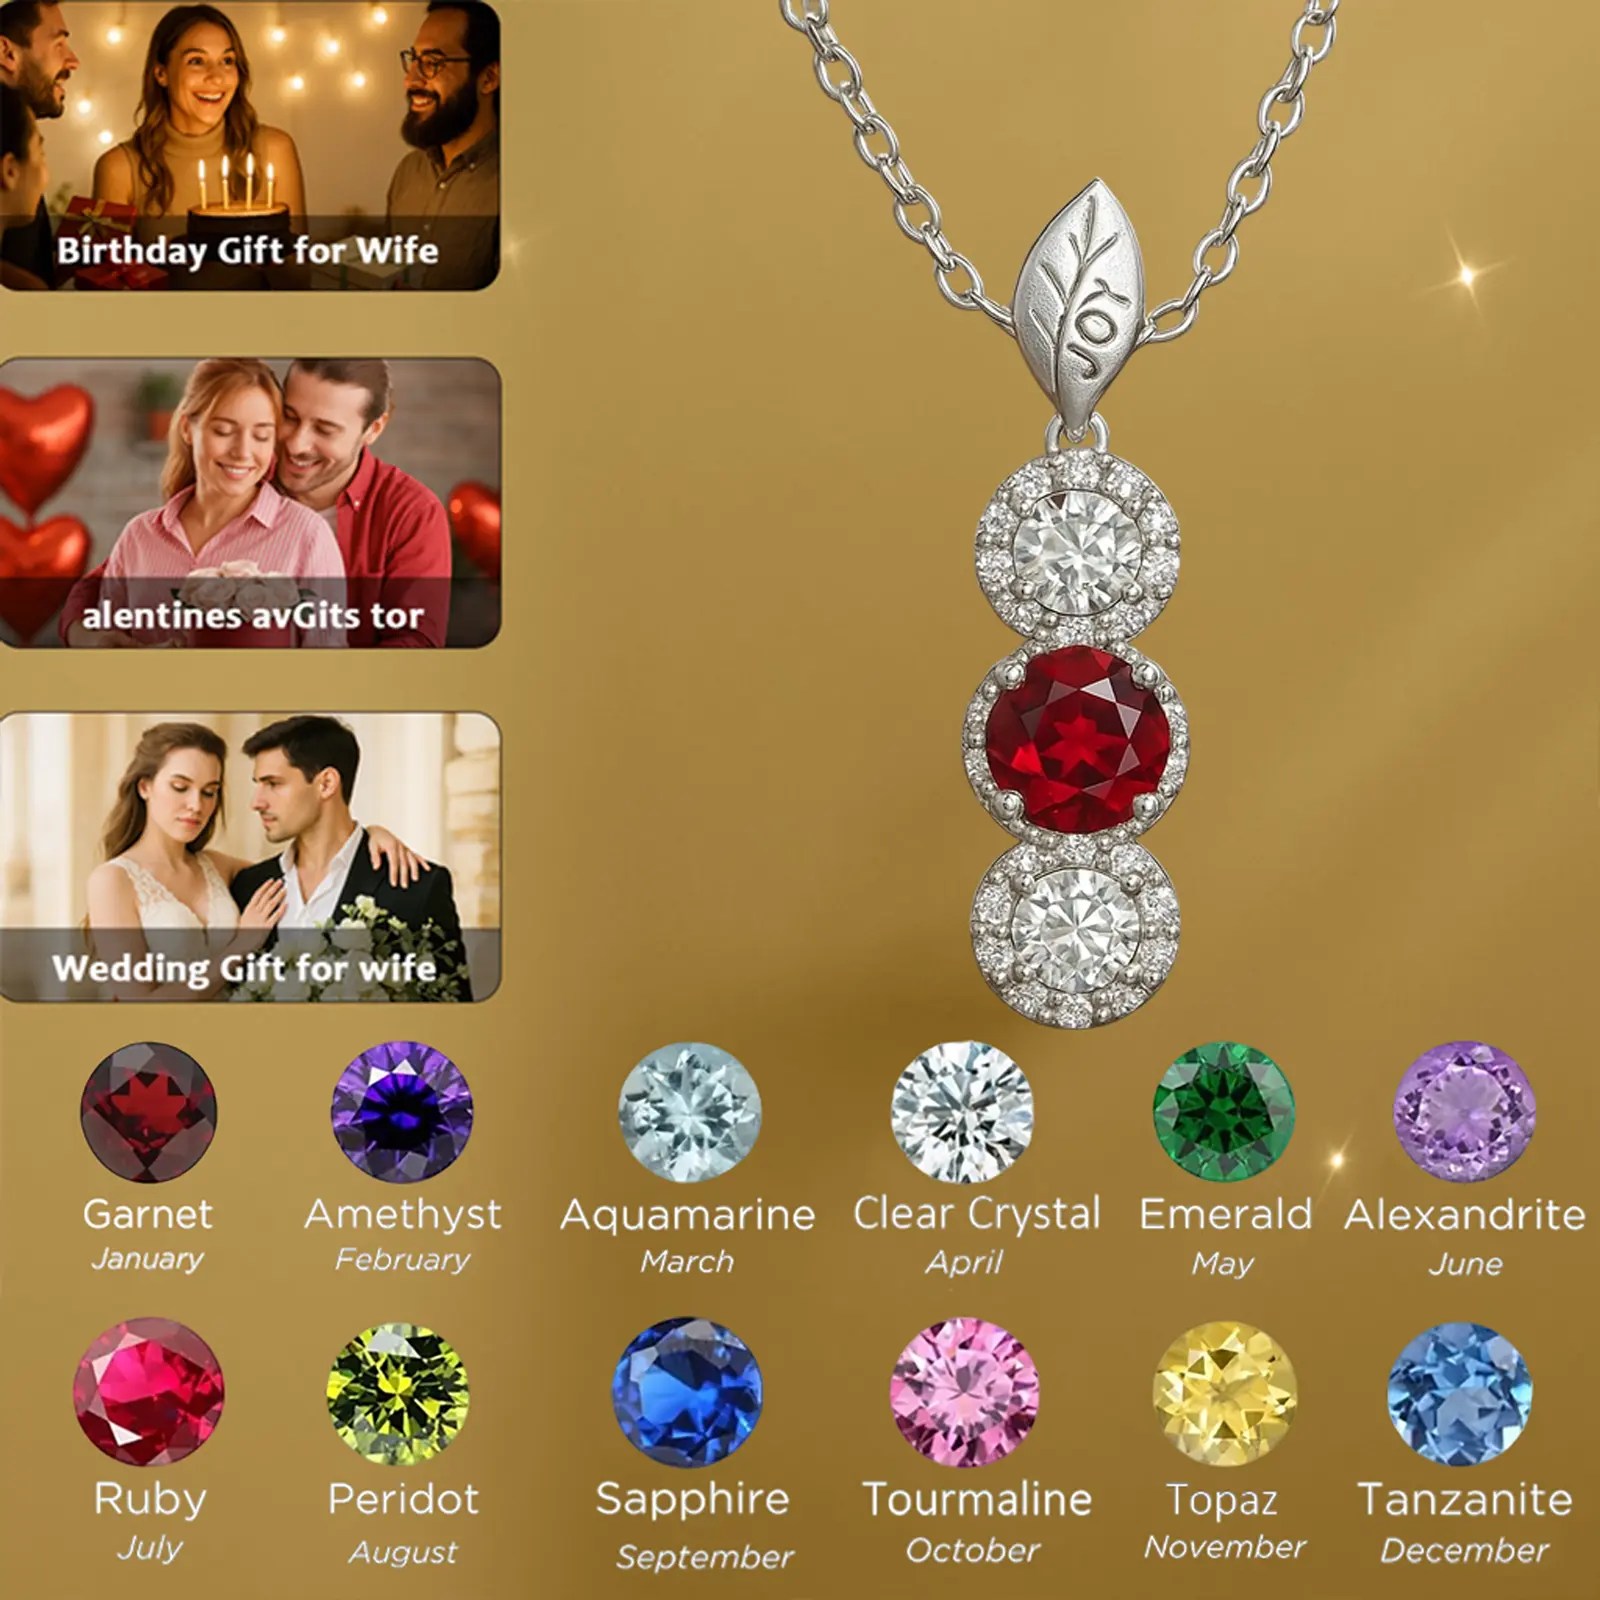 Birthday Gift for Wife
alentines avGits tor
Wedding Gift for wife
JOY
Garnet
January
Amethyst
February
Aquamarine
March
Clear Crystal
April
Emerald
May
Alexandrite
June
Ruby
July
Peridot
August
Sapphire
September
Tourmaline
October
Topaz
November
Tanzanite
December